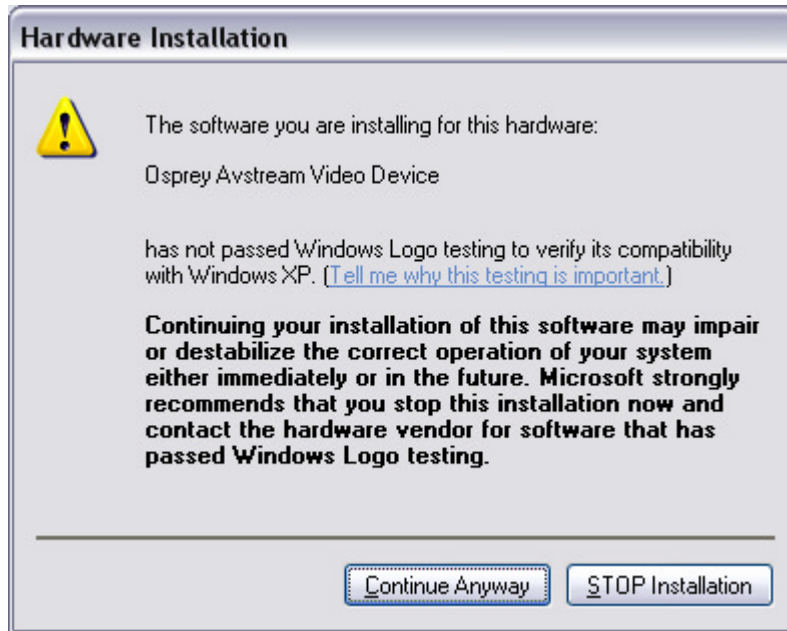 Hardware Installation
The software you are installing for this hardware:
Osprey Avstream Video Device
has not passed Windows Logo testing to verify its compatibility
with Windows XP. (Tell me why this testing is important.)
Continuing your installation of this software may impair
or destabilize the correct operation of your system
either immediately or in the future. Microsoft strongly
recommends that you stop this installation now and
contact the hardware vendor for software that has
passed Windows Logo testing.
Continue Anyway
STOP Installation